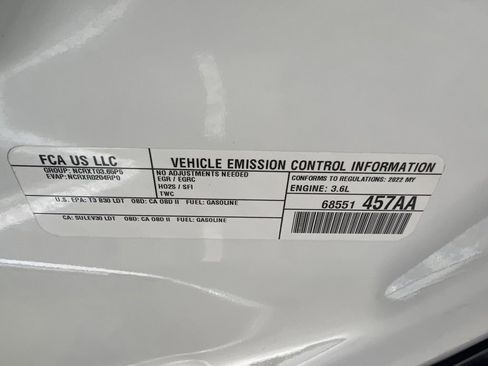 FCA US LLC
VEHICLE EMISSION CONTROL INFORMATION
GROUP: NCRXT03.65P5
EVAP: NCRXR0204RP0
NO ADJUSTMENTS NEEDED
EGR / EGRC
HO2S / SFI
TWC
CONFORMS TO REGULATIONS: 2022 MY
ENGINE: 3.6L
U.S. EPA: T3 B30 LDT OBD: CA OBD II FUEL: GASOLINE
CA: SULEV30 LDT OBD: CA OBD II FUEL: GASOLINE
68551 457AA